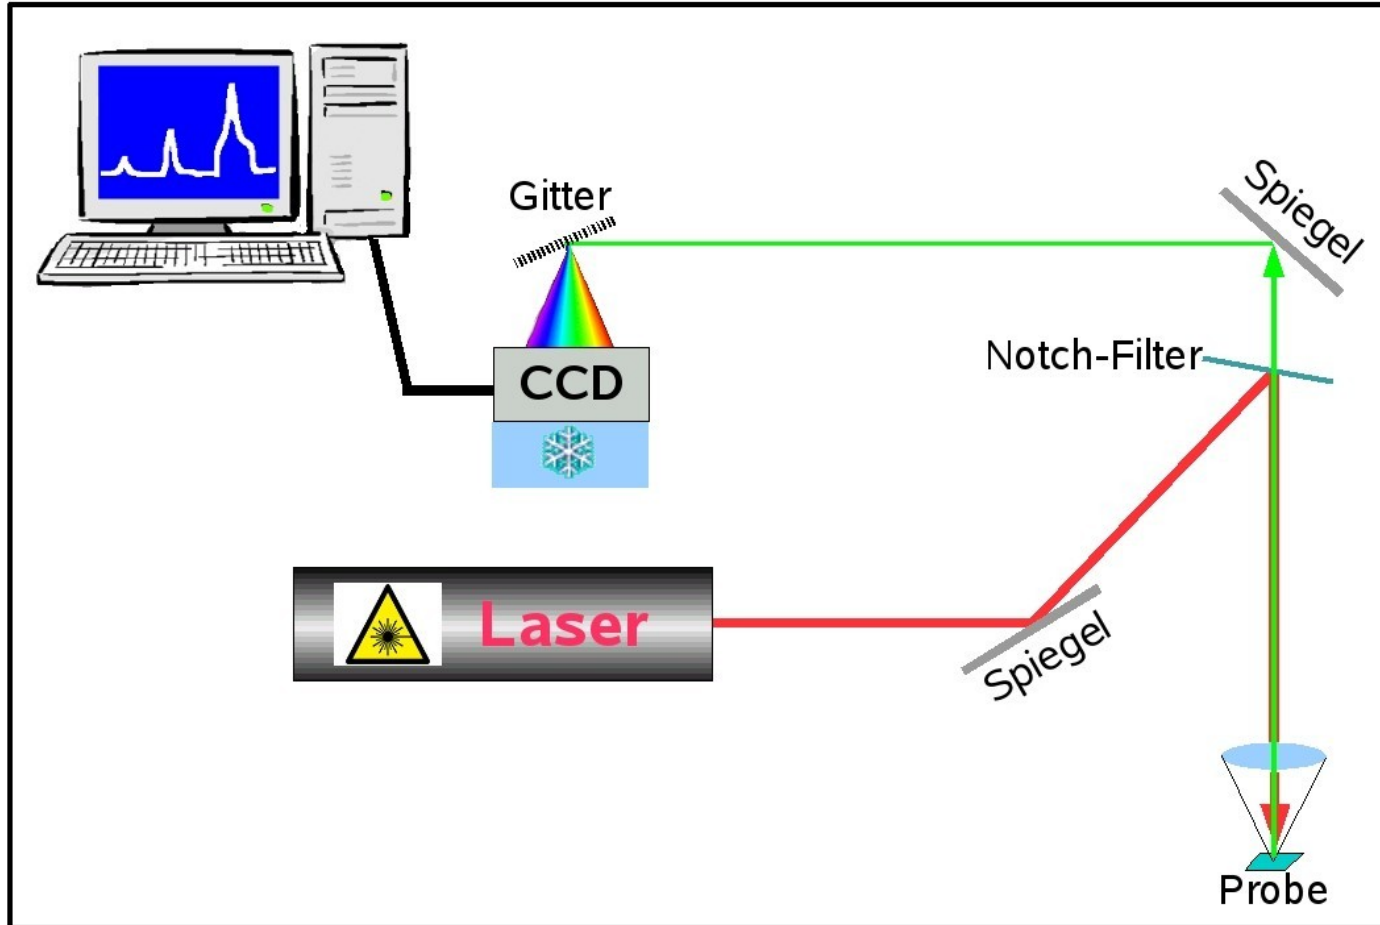 Gitter
Spiegel
Notch-Filter
CCD
Laser
Spiegel
Probe